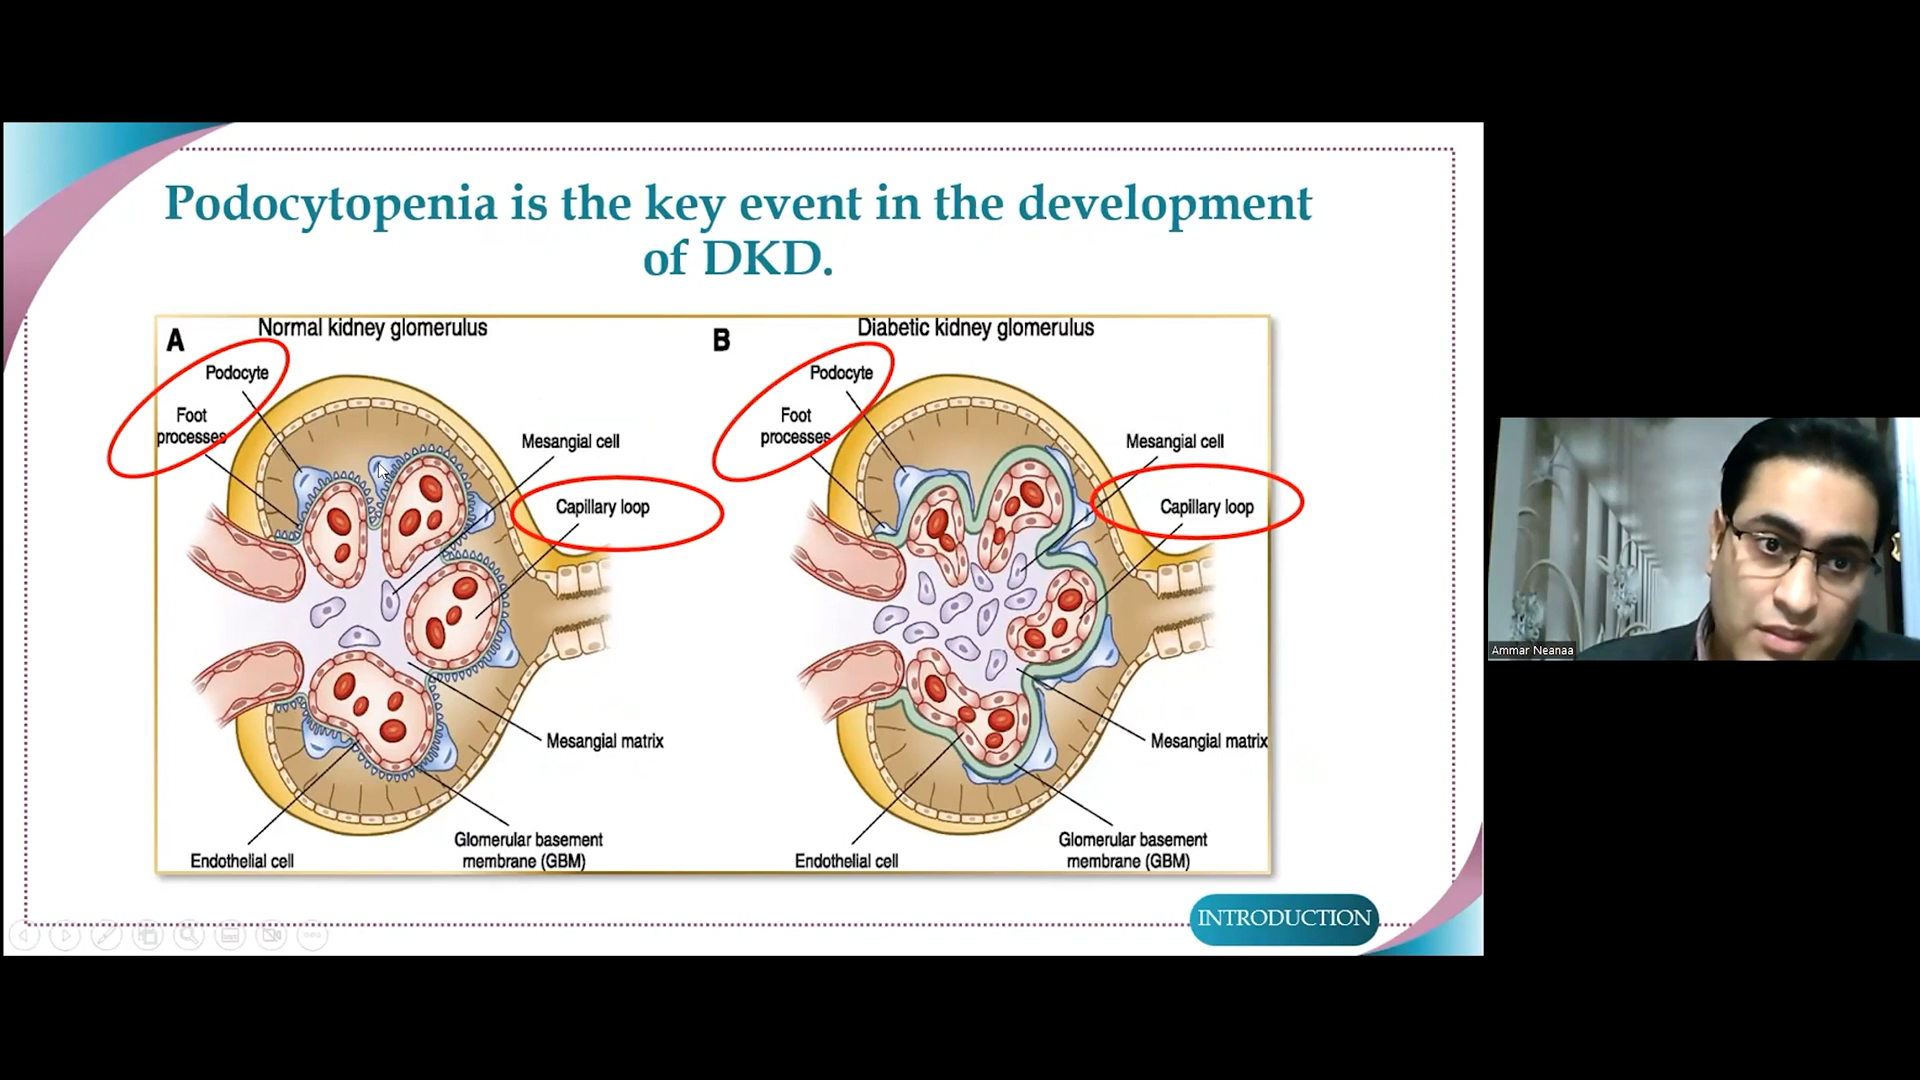 Podocytopenia is the key event in the development
of DKD.
A
Normal kidney glomerulus
Podocyte
Foot
processes
Mesangial cell
Capillary loop
Mesangial matrix
Glomerular basement
membrane (GBM)
Endothelial cell
B
Diabetic kidney glomerulus
Podocyte
Foot
processes
Mesangial cell
Capillary loop
Mesangial matrix
Glomerular basement
membrane (GBM)
Endothelial cell
INTRODUCTION
Ammar Neanaa